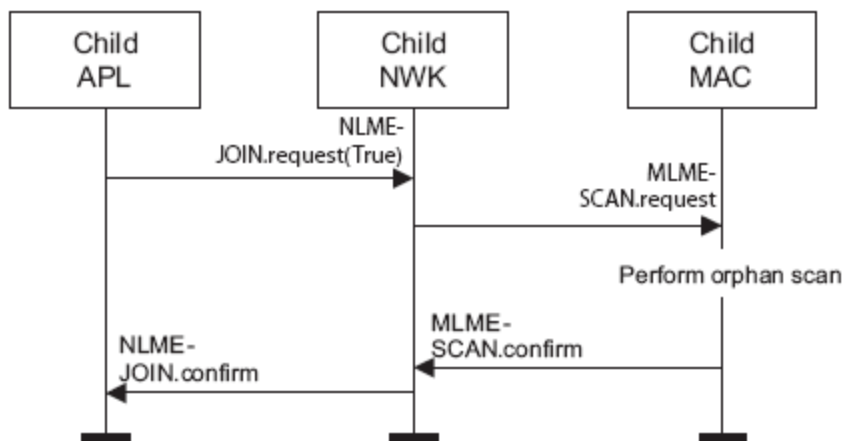 Child
APL
Child
NWK
Child
MAC
NLME-
JOIN.request(True)
MLME-
SCAN.request
Perform orphan scan
MLME-
SCAN.confirm
NLME-
JOIN.confirm